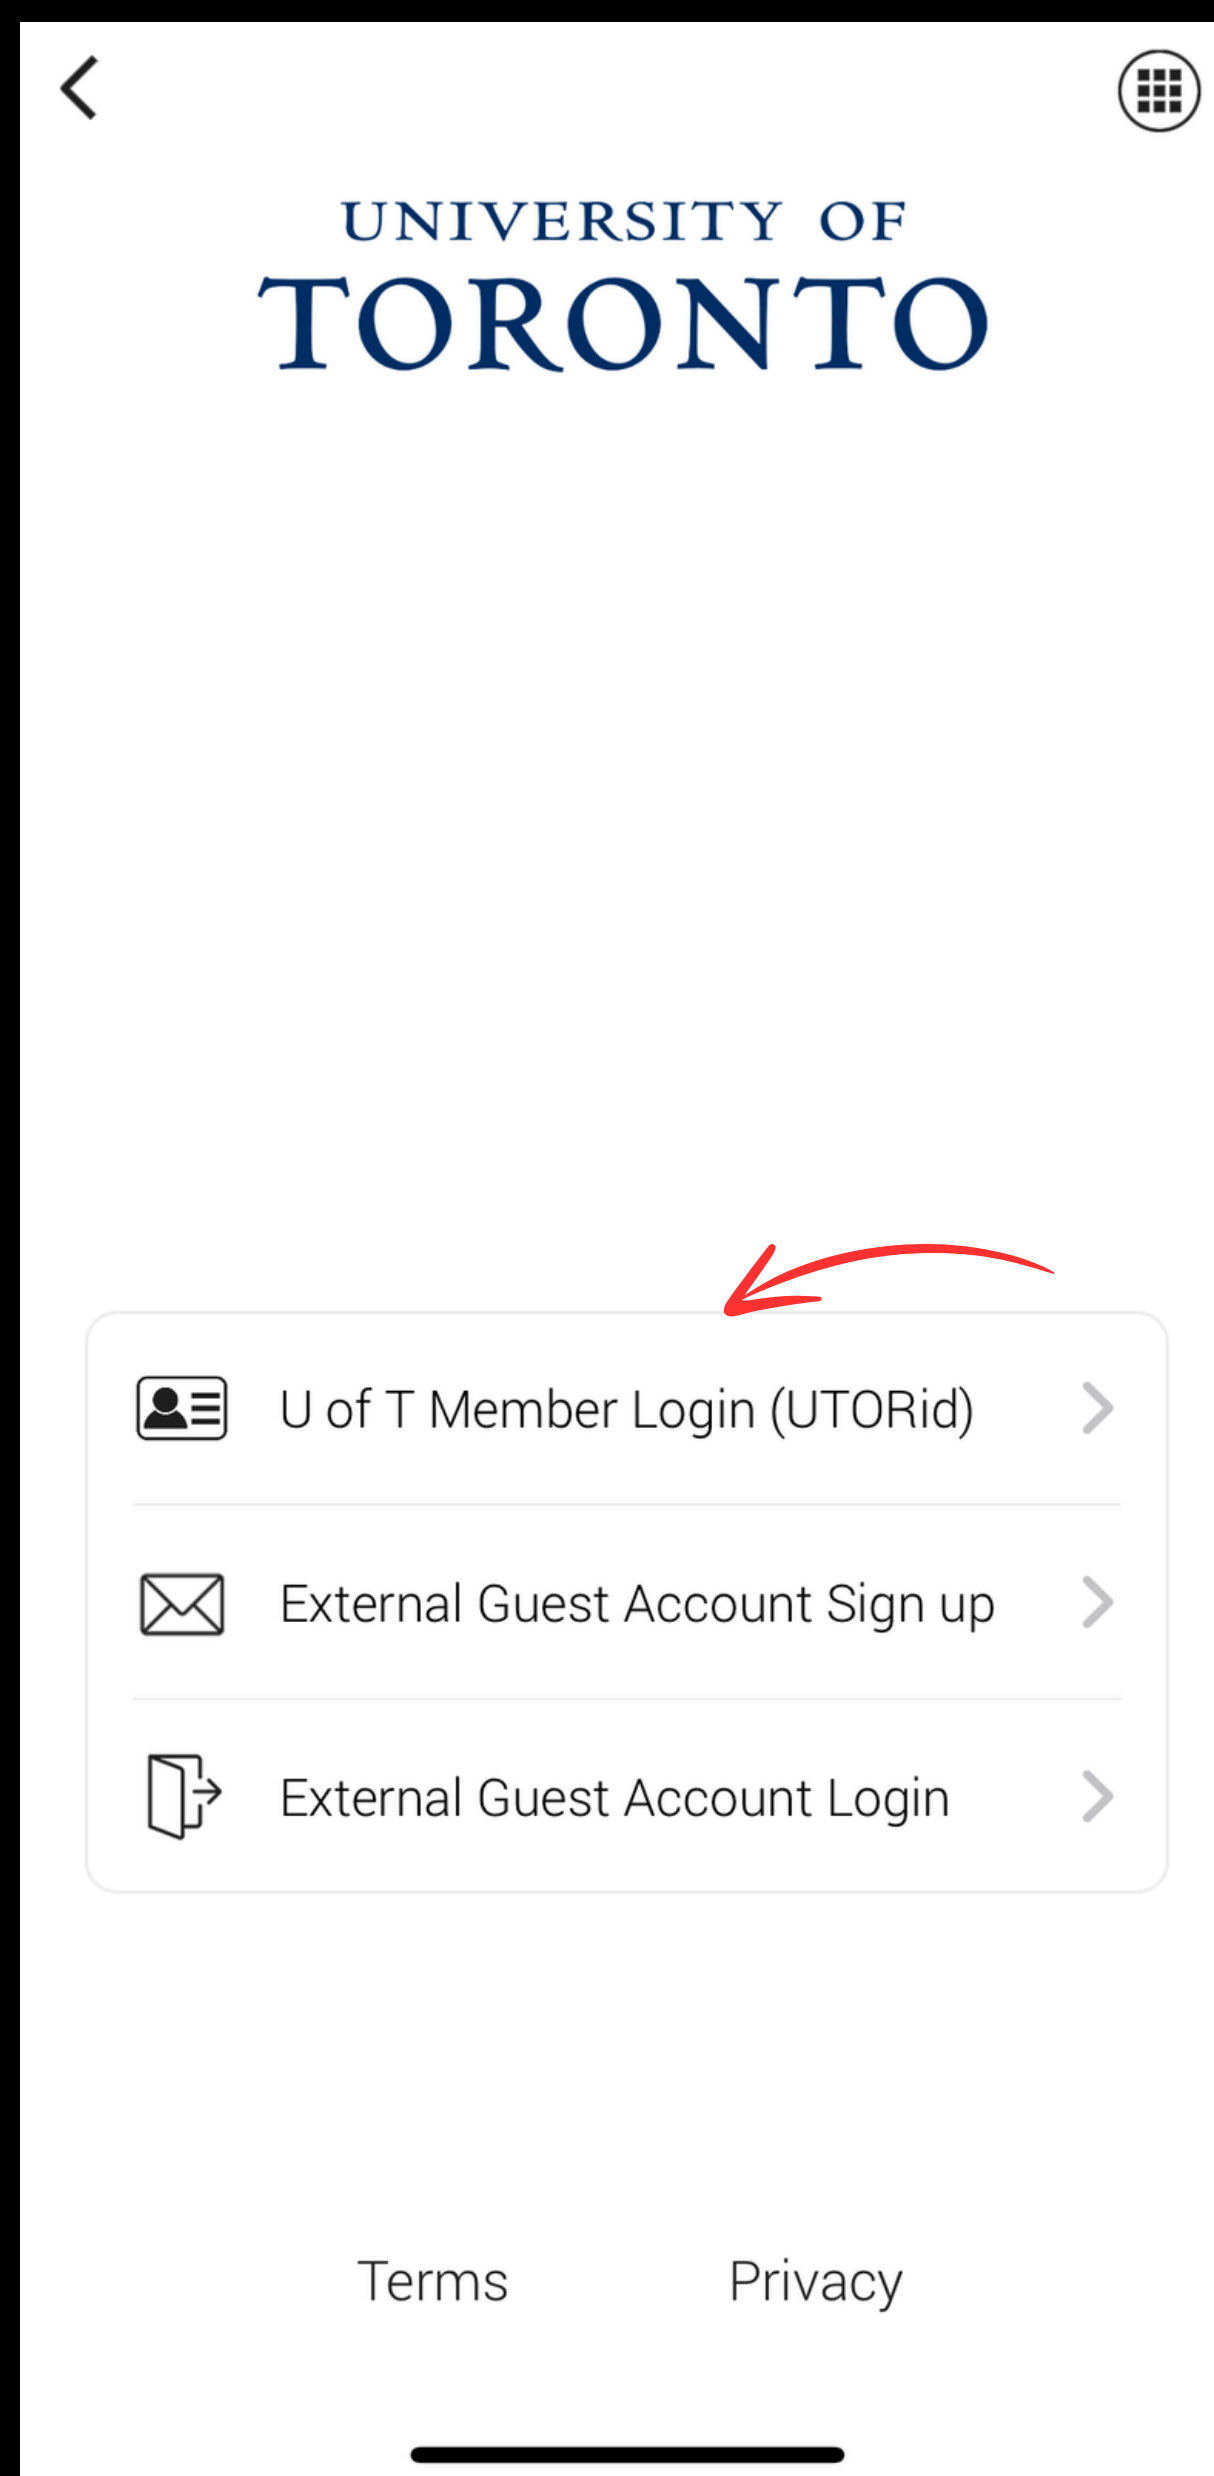 UNIVERSITY OF
TORONTO
U of T Member Login (UTORid)
External Guest Account Sign up
External Guest Account Login
Terms Privacy